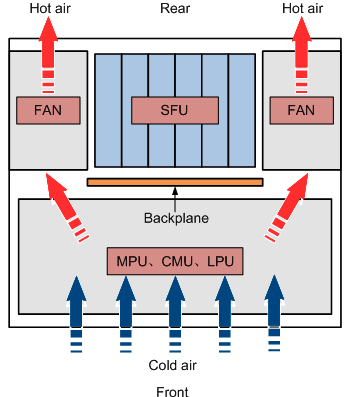 Hot air
Rear
Hot air
FAN
SFU
FAN
Backplane
MPU、CMU、LPU
Cold air
Front